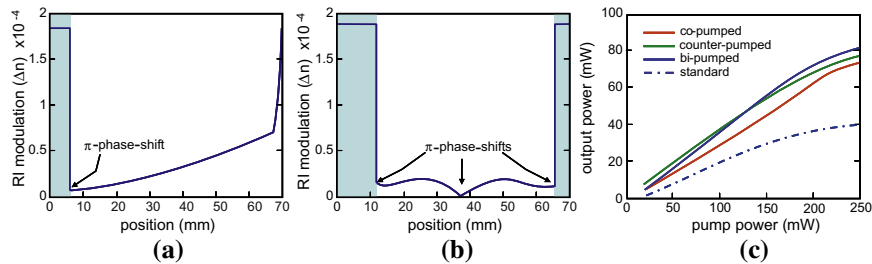 RI modulation (Δn) x10⁻⁴
2
1.5
1
0.5
0
π-phase-shift
0 10 20 30 40 50 60 70
position (mm)
(a)
RI modulation (Δn) x10⁻⁴
2
1.5
1
0.5
0
π-phase-shifts
0 10 20 30 40 50 60 70
position (mm)
(b)
output power (mW)
100
80
60
40
20
0
co-pumped
counter-pumped
bi-pumped
standard
0 50 100 150 200 250
pump power (mW)
(c)